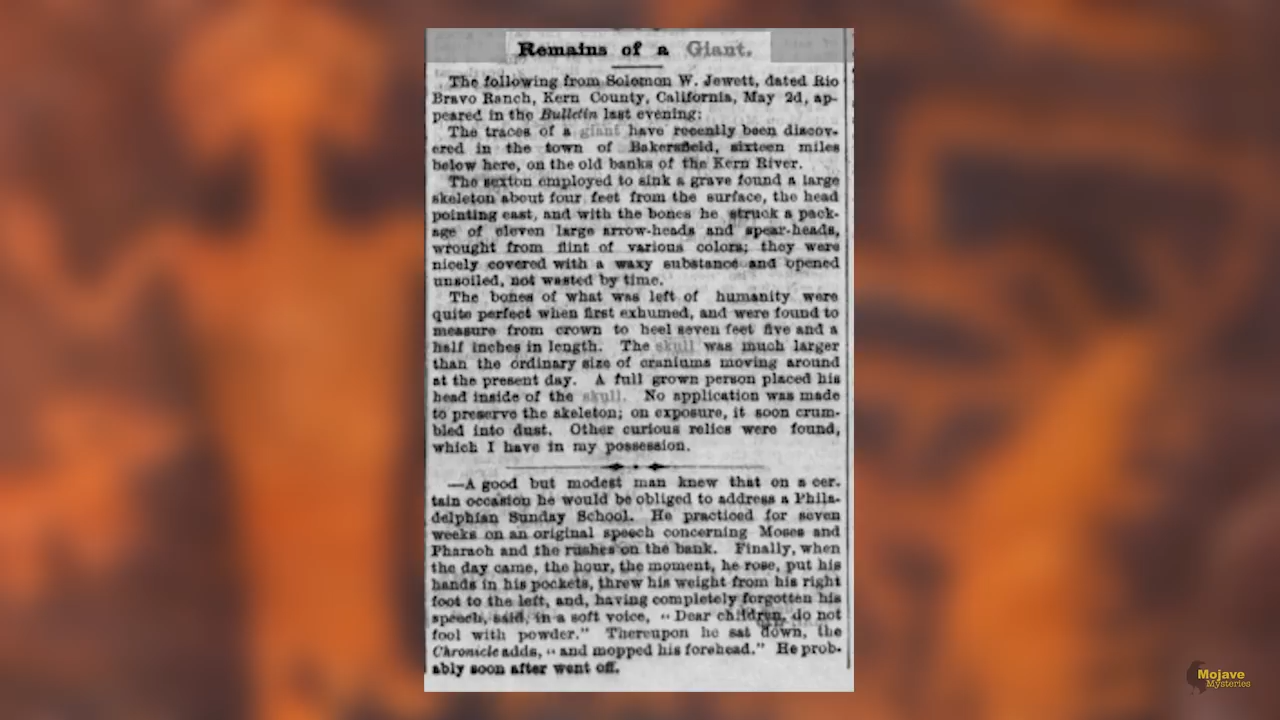 Remains of a Giant.
The following from Solomon W. Jewett, dated Rio
Bravo Ranch, Kern County, California, May 2d, ap-
peared in the Bulletin last evening:
The traces of a giant have recently been discov-
ered in the town of Bakersfield, sixteen miles
below here, on the old banks of the Kern River.
The sexton employed to sink a grave found a large
skeleton about four feet from the surface, the head
pointing east, and with the bones he struck a pack-
age of eleven large arrow-heads and spear-heads,
wrought from flint of various colors; they were
nicely covered with a waxy substance and opened
unsoiled, not wasted by time.
The bones of what was left of humanity were
quite perfect when first exhumed, and were found to
measure from crown to heel seven feet five and a
half inches in length. The skull was much larger
than the ordinary size of craniums moving around
at the present day. A full grown person placed his
head inside of the skull. No application was made
to preserve the skeleton; on exposure, it soon crum-
bled into dust. Other curious relics were found,
which I have in my possession.
—A good but modest man knew that on a cer-
tain occasion he would be obliged to address a Phila-
delphian Sunday School. He practiced for seven
weeks on an original speech concerning Moses and
Pharaoh and the rushes on the bank. Finally, when
the day came, the hour, the moment, he rose, put his
hands in his pockets, threw his weight from his right
foot to the left, and, having completely forgotten his
speech, said, in a soft voice, "Dear children, do not
fool with powder." Thereupon he sat down, the
Chronicle adds, "and mopped his forehead." He prob-
ably soon after went off.
Mojave
Mysteries